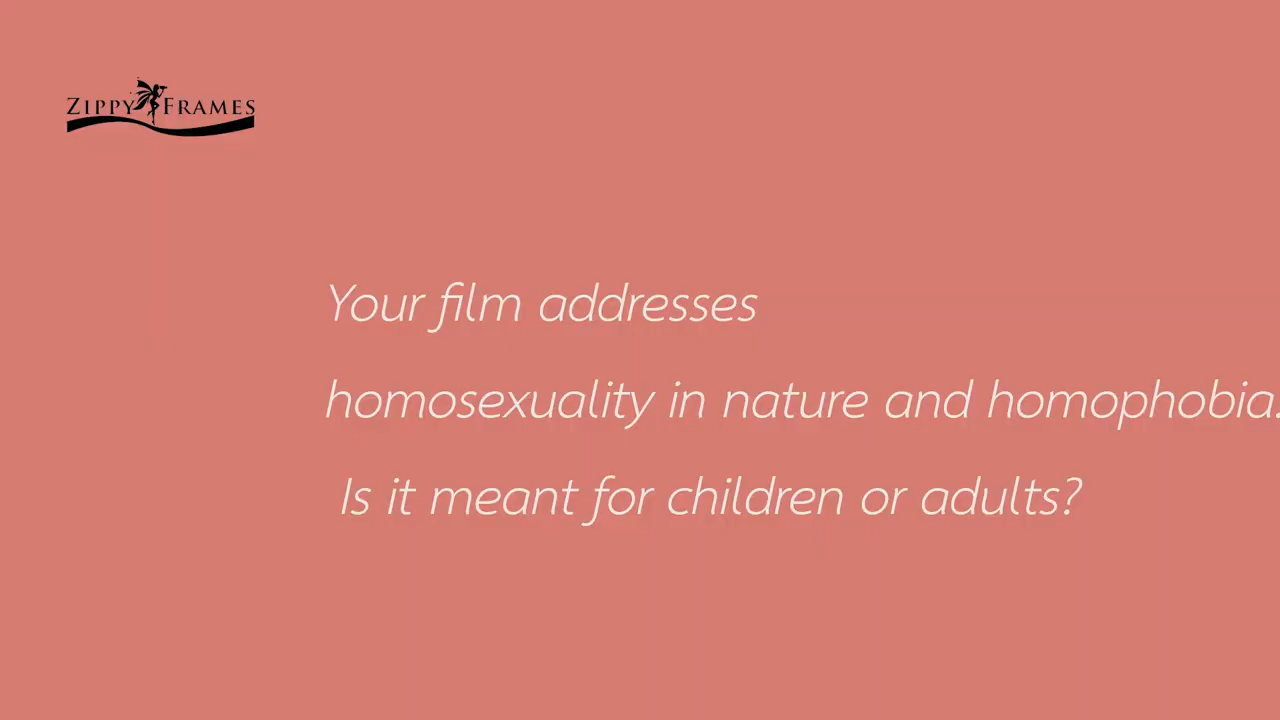 ZIPPY FRAMES
Your film addresses
homosexuality in nature and homophobia.
Is it meant for children or adults?